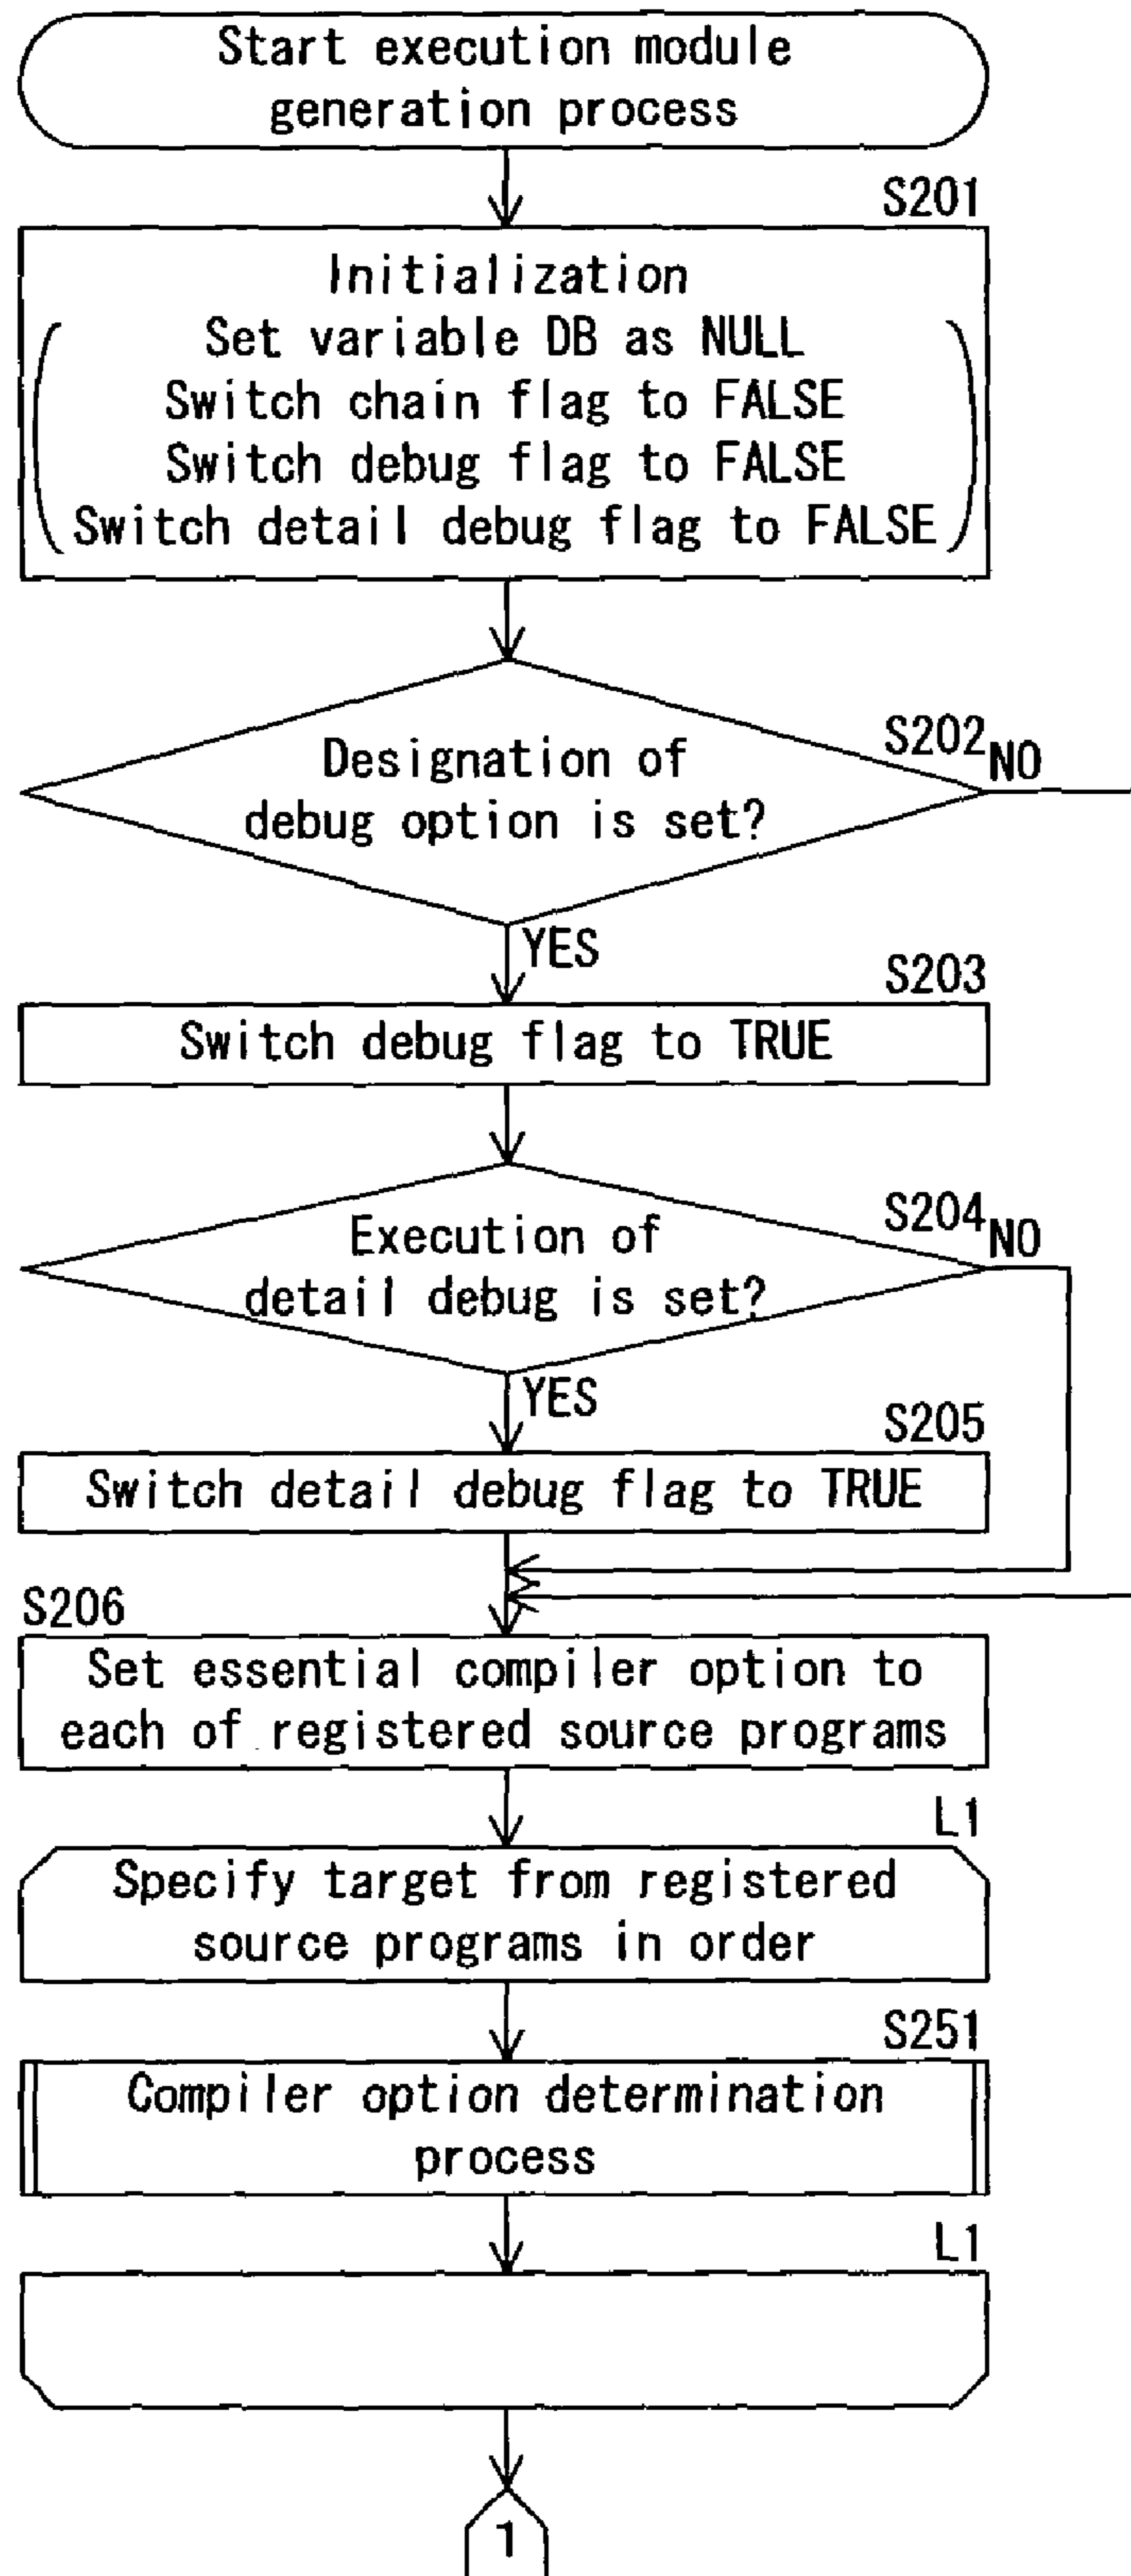 Start execution module
generation process
S201
Initialization
Set variable DB as NULL
Switch chain flag to FALSE
Switch debug flag to FALSE
Switch detail debug flag to FALSE
S202
NO
Designation of
debug option is set?
YES
S203
Switch debug flag to TRUE
S204
NO
Execution of
detail debug is set?
YES
S205
Switch detail debug flag to TRUE
S206
Set essential compiler option to
each of registered source programs
L1
Specify target from registered
source programs in order
S251
Compiler option determination
process
L1
1